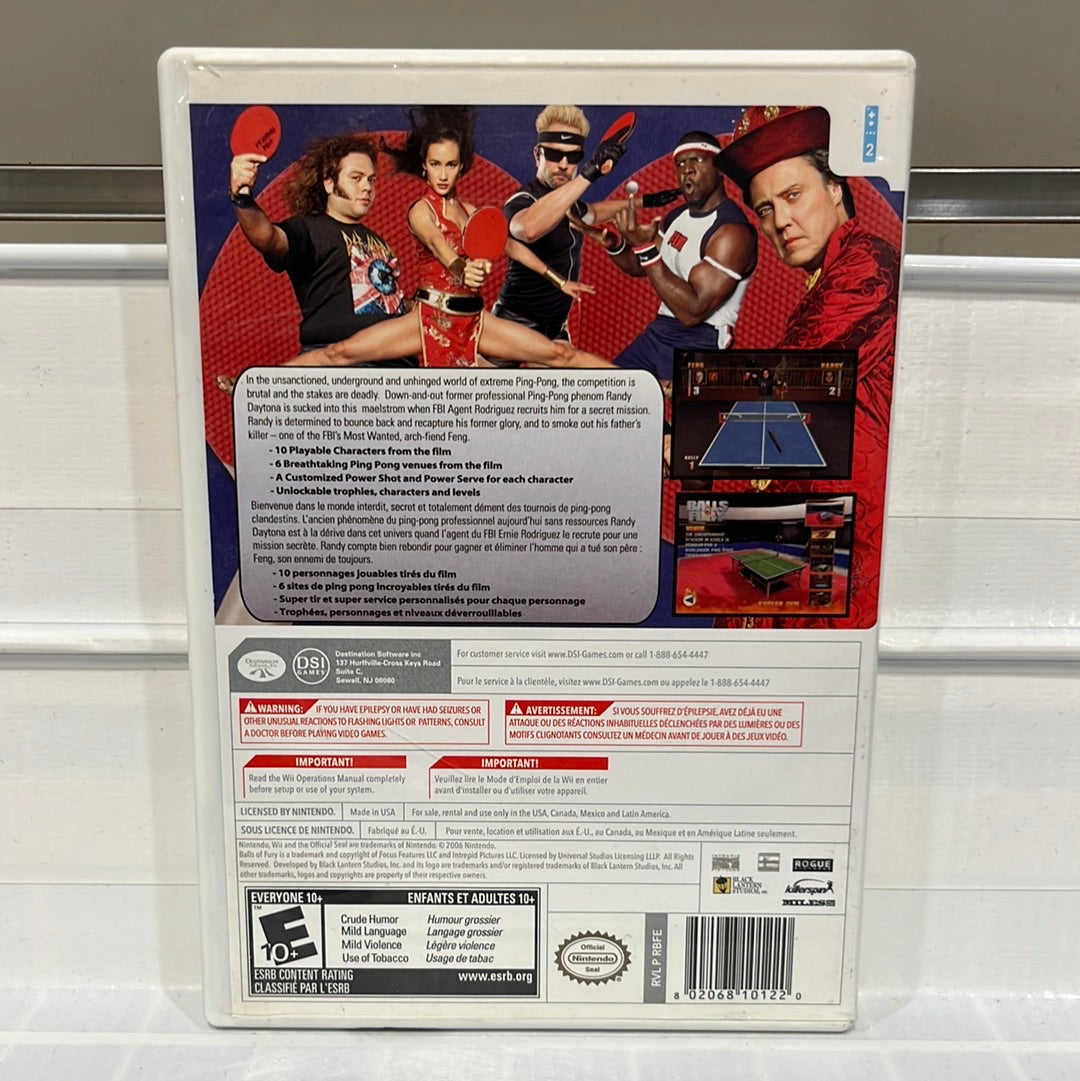 2
In the unsanctioned, underground and unhinged world of extreme Ping-Pong, the competition is
brutal and the stakes are deadly. Down-and-out former professional Ping-Pong phenom Randy
Daytona is sucked into this maelstrom when FBI Agent Rodriguez recruits him for a secret mission.
Randy is determined to bounce back and recapture his former glory, and to smoke out his father's
killer – one of the FBI's Most Wanted, arch-fiend Feng.
- 10 Playable Characters from the film
- 6 Breathtaking Ping Pong venues from the film
- A Customized Power Shot and Power Serve for each character
- Unlockable trophies, characters and levels
Bienvenue dans le monde interdit, secret et totalement dément des tournois de ping-pong
clandestins. L'ancien phénomène du ping-pong professionnel aujourd'hui sans ressources Randy
Daytona est à la dérive dans cet univers quand l'agent du FBI Ernie Rodriguez le recrute pour une
mission secrète. Randy compte bien rebondir pour gagner et éliminer l'homme qui a tué son père :
Feng, son ennemi de toujours.
- 10 personnages jouables tirés du film
- 6 sites de ping pong incroyables tirés du film
- Super tir et super service personnalisés pour chaque personnage
- Trophées, personnages et niveaux déverrouillables
FENG
RANDY
3
2
RALLY
1
BALLS
FURY
VENUE
KOREAN GYM
DSI
GAMES
Destination Software Inc
137 Hurffville-Cross Keys Road
Suite C,
Sewell, NJ 08080
For customer service visit www.DSI-Games.com or call 1-888-654-4447
Pour le service à la clientèle, visitez www.DSI-Games.com ou appelez le 1-888-654-4447
WARNING: IF YOU HAVE EPILEPSY OR HAVE HAD SEIZURES OR
OTHER UNUSUAL REACTIONS TO FLASHING LIGHTS OR PATTERNS, CONSULT
A DOCTOR BEFORE PLAYING VIDEO GAMES.
AVERTISSEMENT: SI VOUS SOUFFREZ D'ÉPILEPSIE, AVEZ DÉJÀ EU UNE
ATTAQUE OU DES RÉACTIONS INHABITUELLES DÉCLENCHÉES PAR DES LUMIÈRES OU DES
MOTIFS CLIGNOTANTS CONSULTEZ UN MÉDECIN AVANT DE JOUER À DES JEUX VIDÉO.
IMPORTANT!
Read the Wii Operations Manual completely
before setup or use of your system.
IMPORTANT!
Veuillez lire le Mode d'Emploi de la Wii en entier
avant d'installer ou d'utiliser votre appareil.
LICENSED BY NINTENDO. Made in USA For sale, rental and use only in the USA, Canada, Mexico and Latin America.
SOUS LICENCE DE NINTENDO. Fabriqué au É.-U. Pour vente, location et utilisation aux É.-U., au Canada, au Mexique et en Amérique Latine seulement.
Nintendo, Wii and the Official Seal are trademarks of Nintendo. © 2006 Nintendo.
Balls of Fury is a trademark and copyright of Focus Features LLC and Intrepid Pictures LLC. Licensed by Universal Studios Licensing LLLP. All Rights
Reserved. Developed by Black Lantern Studios, Inc. and its logo are trademarks and/or registered trademarks of Black Lantern Studios, Inc. All
other trademarks, logos and copyrights are property of their respective owners.
ROGUE
BLACK
LANTERN
STUDIOS, INC.
killerspin
MILES
EVERYONE 10+ ENFANTS ET ADULTES 10+
E
10+
Crude Humor Humour grossier
Mild Language Langage grossier
Mild Violence Légère violence
Use of Tobacco Usage de tabac
ESRB CONTENT RATING www.esrb.org
CLASSIFIÉ PAR L'ESRB
Official
Nintendo
Seal
RVL P RBFE
8 02068 10122 0